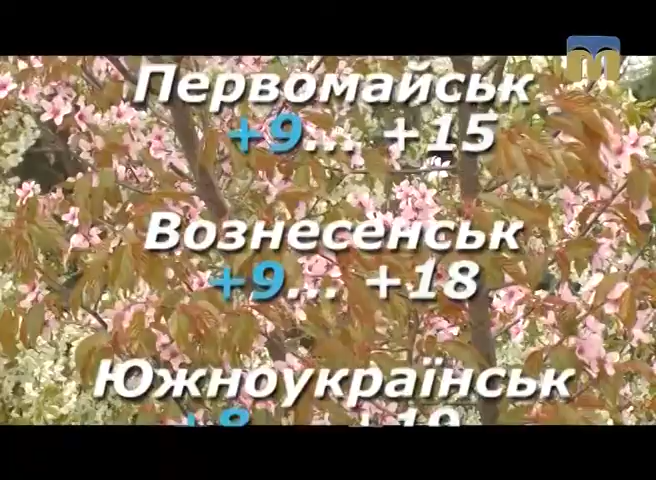 Первомайськ
+9... +15
Вознесенськ
+9... +18
Южноукраїнськ